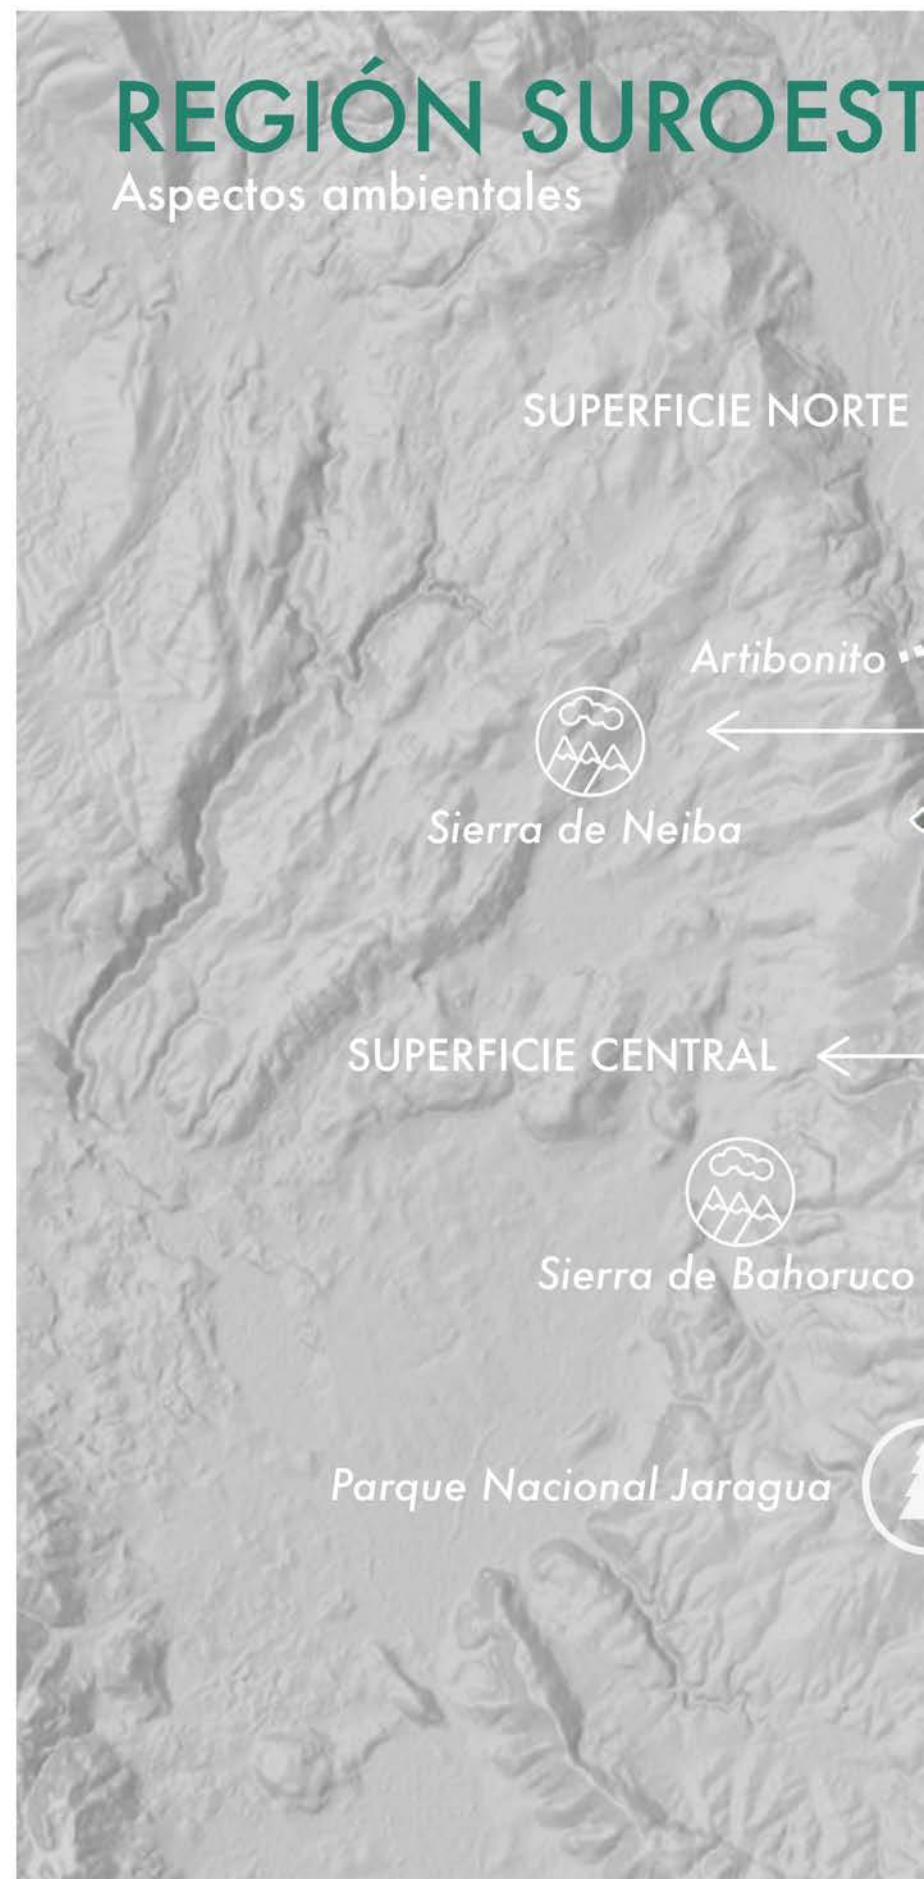 REGIÓN SUROEST
Aspectos ambientales
SUPERFICIE NORTE
Artibonito
Sierra de Neiba
SUPERFICIE CENTRAL
Sierra de Bahoruco
Parque Nacional Jaragua